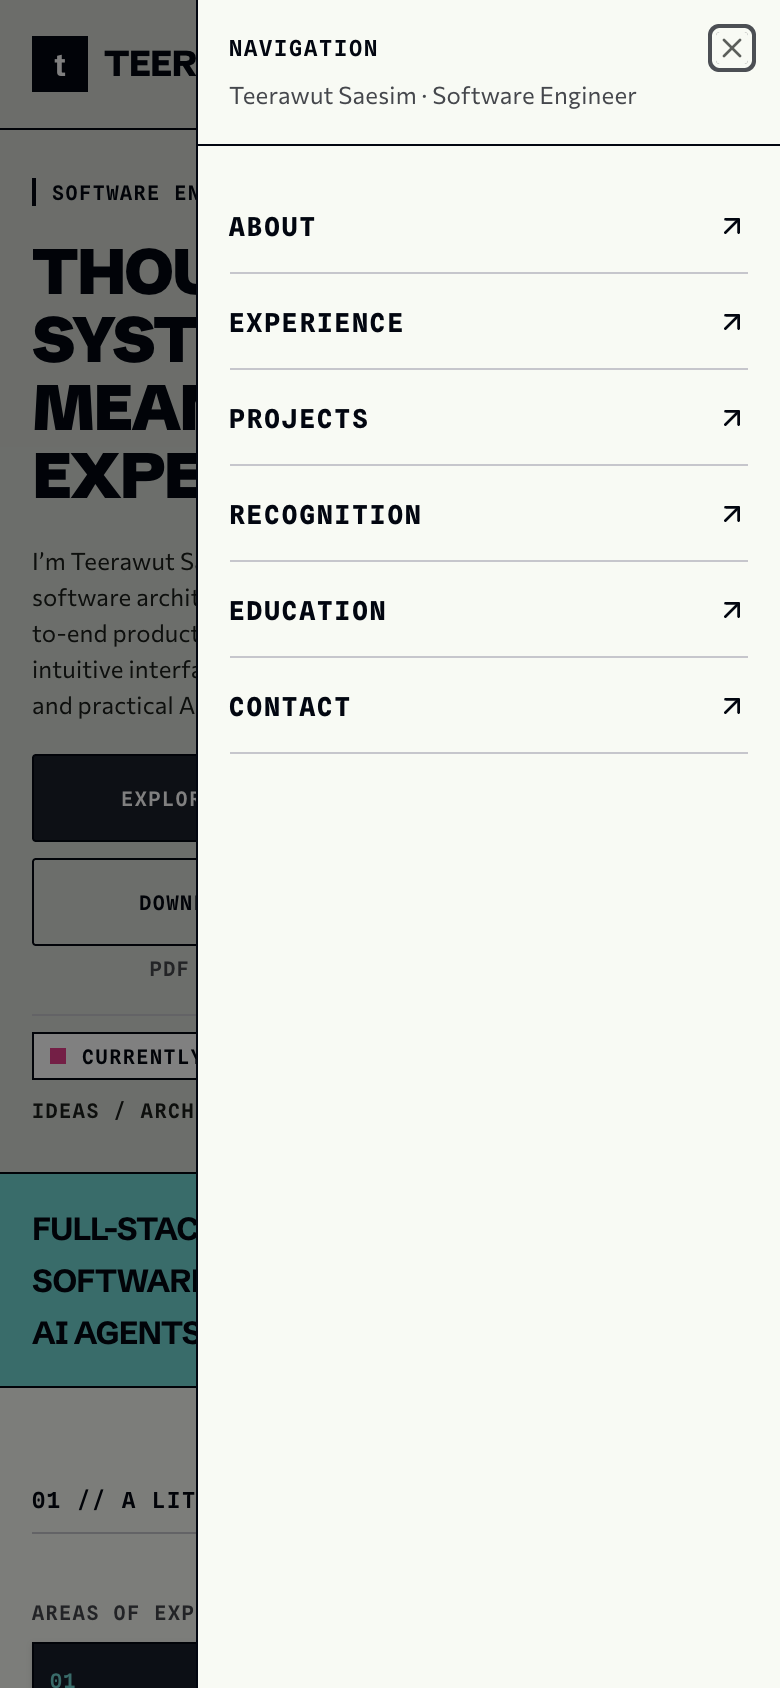 t TEER
SOFTWARE EN
THOU
SYST
MEAN
EXPE
I'm Teerawut S
software archit
to-end product
intuitive interfa
and practical A
EXPLOR
DOWN
PDF
CURRENTLY
IDEAS / ARCH
FULL-STAC
SOFTWAR
AI AGENTS
01 // A LIT
AREAS OF EXP
01
NAVIGATION
Teerawut Saesim · Software Engineer
ABOUT
EXPERIENCE
PROJECTS
RECOGNITION
EDUCATION
CONTACT